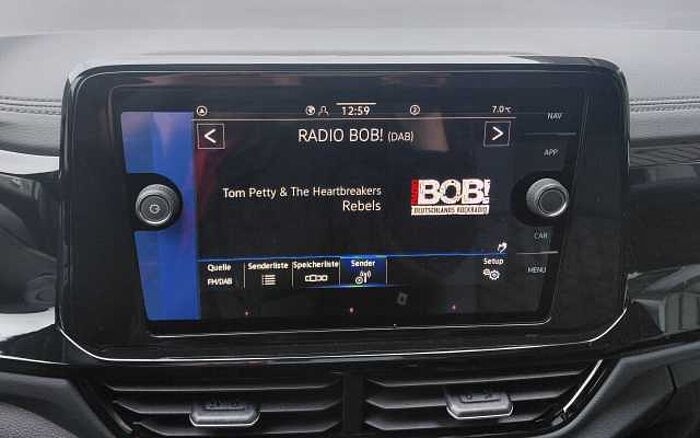 12:59
7.0°C
NAV
RADIO BOB! (DAB)
APP
Tom Petty & The Heartbreakers
Rebels
RADIO
BOB!
DEUTSCHLANDS ROCKRADIO
CAR
Quelle Senderliste Speicherliste Sender Setup
FM/DAB
MENU